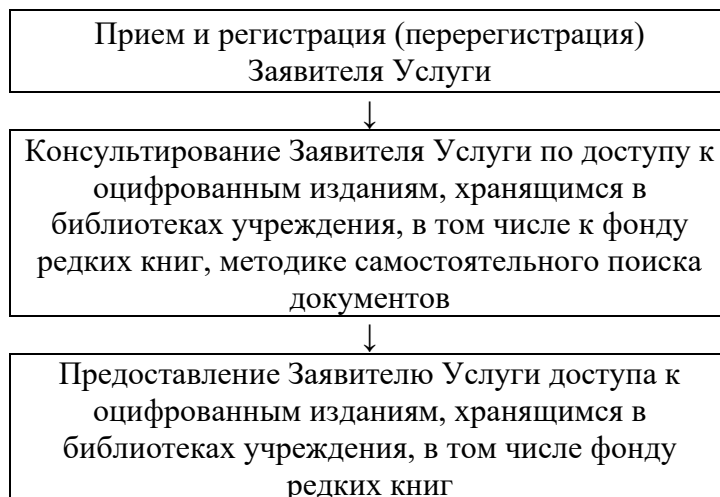 Прием и регистрация (перерегистрация)
Заявителя Услуги
↓
Консультирование Заявителя Услуги по доступу к
оцифрованным изданиям, хранящимся в
библиотеках учреждения, в том числе к фонду
редких книг, методике самостоятельного поиска
документов
↓
Предоставление Заявителю Услуги доступа к
оцифрованным изданиям, хранящимся в
библиотеках учреждения, в том числе фонду
редких книг